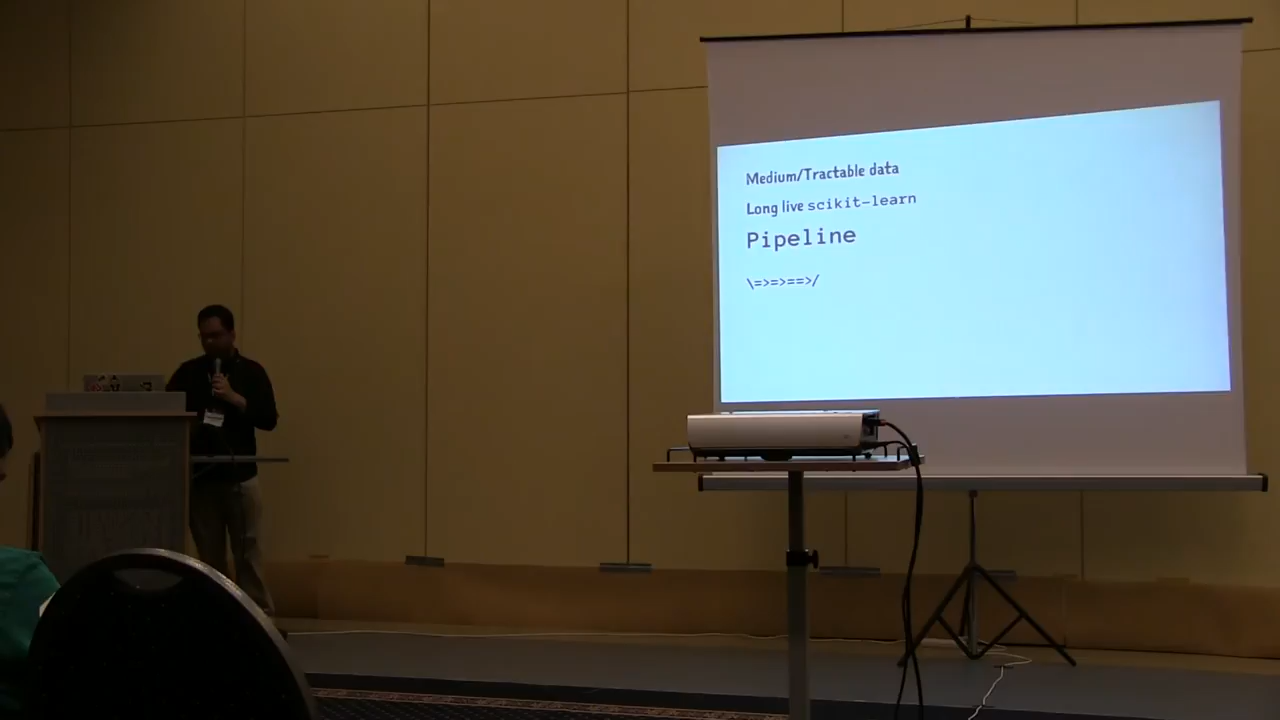 Medium/Tractable data
Long live scikit-learn
Pipeline
\=>=>==>/